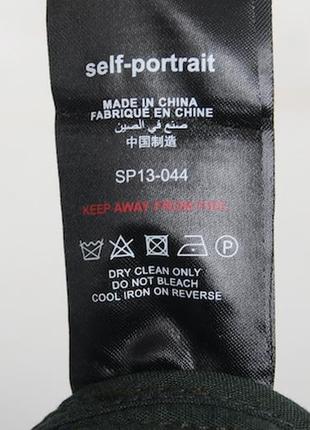 self-portrait
MADE IN CHINA
FABRIQUÉ EN CHINE
صنع في الصين
中国制造
SP13-044
KEEP AWAY FROM FIRE
P
DRY CLEAN ONLY
DO NOT BLEACH
COOL IRON ON REVERSE